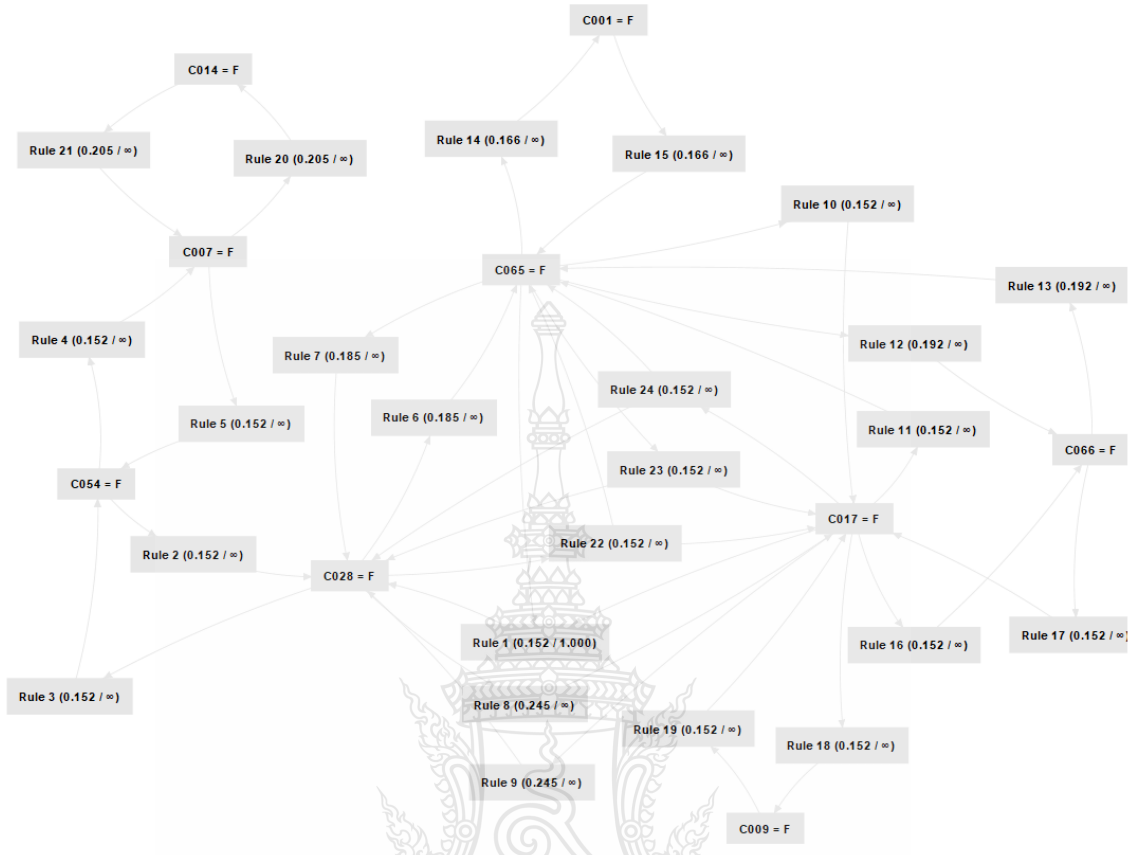 C001 = F
C014 = F
Rule 14 (0.166 / ∞)
Rule 21 (0.205 / ∞)
Rule 15 (0.166 / ∞)
Rule 20 (0.205 / ∞)
Rule 10 (0.152 / ∞)
C007 = F
C065 = F
Rule 13 (0.192 / ∞)
Rule 4 (0.152 / ∞)
Rule 12 (0.192 / ∞)
Rule 7 (0.185 / ∞)
Rule 24 (0.152 / ∞)
Rule 6 (0.185 / ∞)
Rule 5 (0.152 / ∞)
Rule 11 (0.152 / ∞)
C066 = F
Rule 23 (0.152 / ∞)
C054 = F
C017 = F
Rule 22 (0.152 / ∞)
Rule 2 (0.152 / ∞)
C028 = F
Rule 17 (0.152 / ∞)
Rule 1 (0.152 / 1.000)
Rule 16 (0.152 / ∞)
Rule 3 (0.152 / ∞)
Rule 8 (0.245 / ∞)
Rule 19 (0.152 / ∞)
Rule 18 (0.152 / ∞)
Rule 9 (0.245 / ∞)
C009 = F